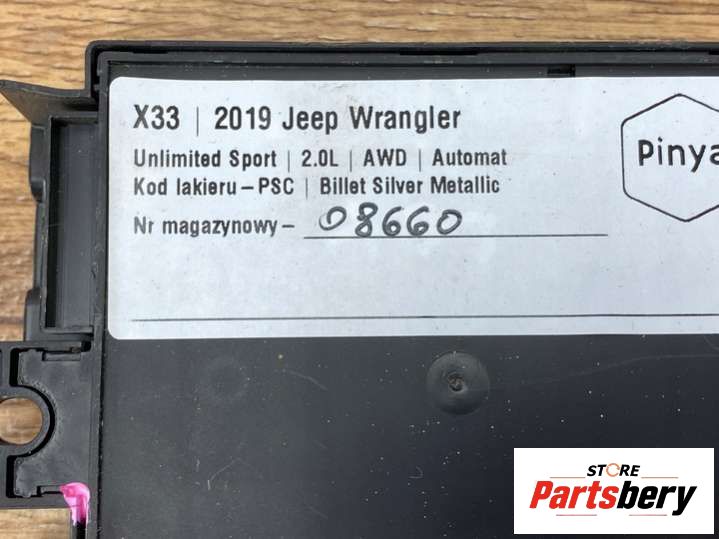 X33 | 2019 Jeep Wrangler
Unlimited Sport | 2.0L | AWD | Automat
Kod lakieru – PSC | Billet Silver Metallic
Nr magazynowy – 08660
Pinya
STORE
Partsbery